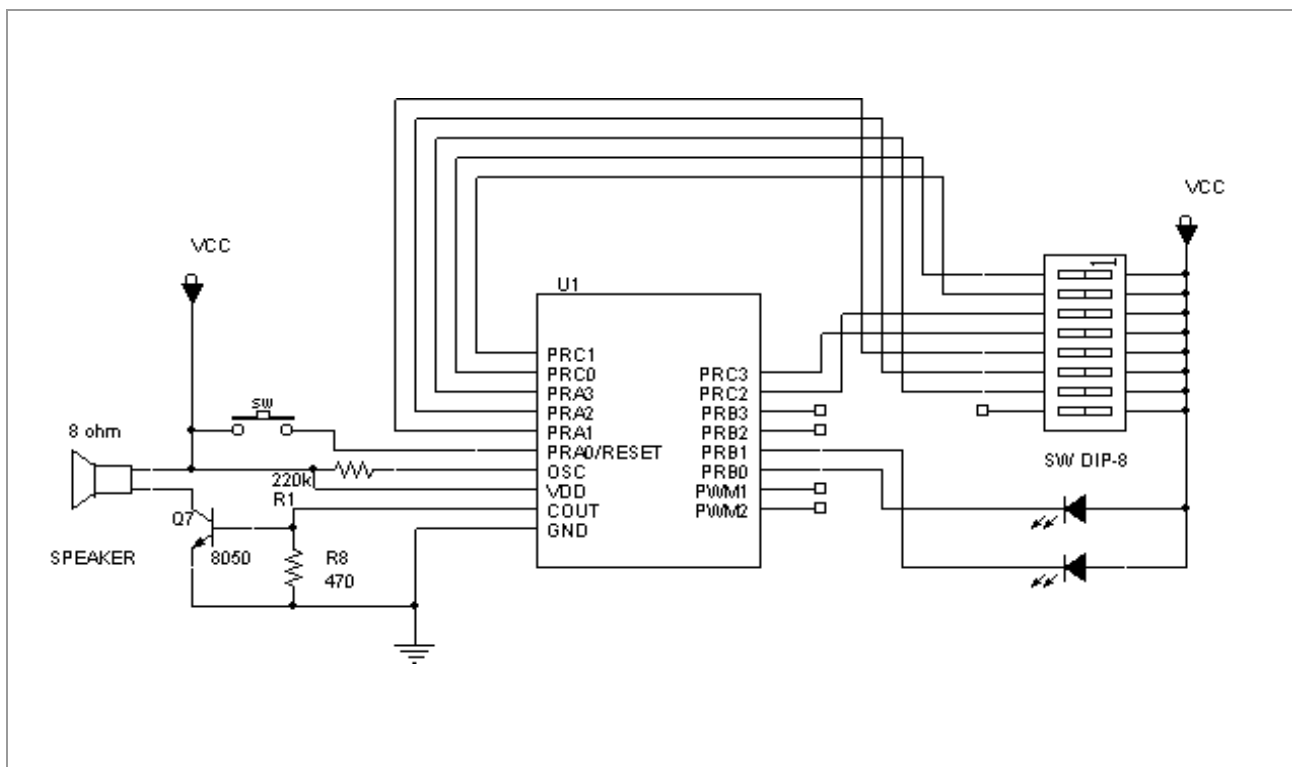 VCC
VCC
U1
1
PRC1
PRC0
PRA3
PRA2
PRA1
PRA0/RESET
OSC
VDD
COUT
GND
PRC3
PRC2
PRB3
PRB2
PRB1
PRB0
PWM1
PWM2
sw
8 ohm
220k
R1
Q7
8050
SPEAKER
R8
470
SW DIP-8